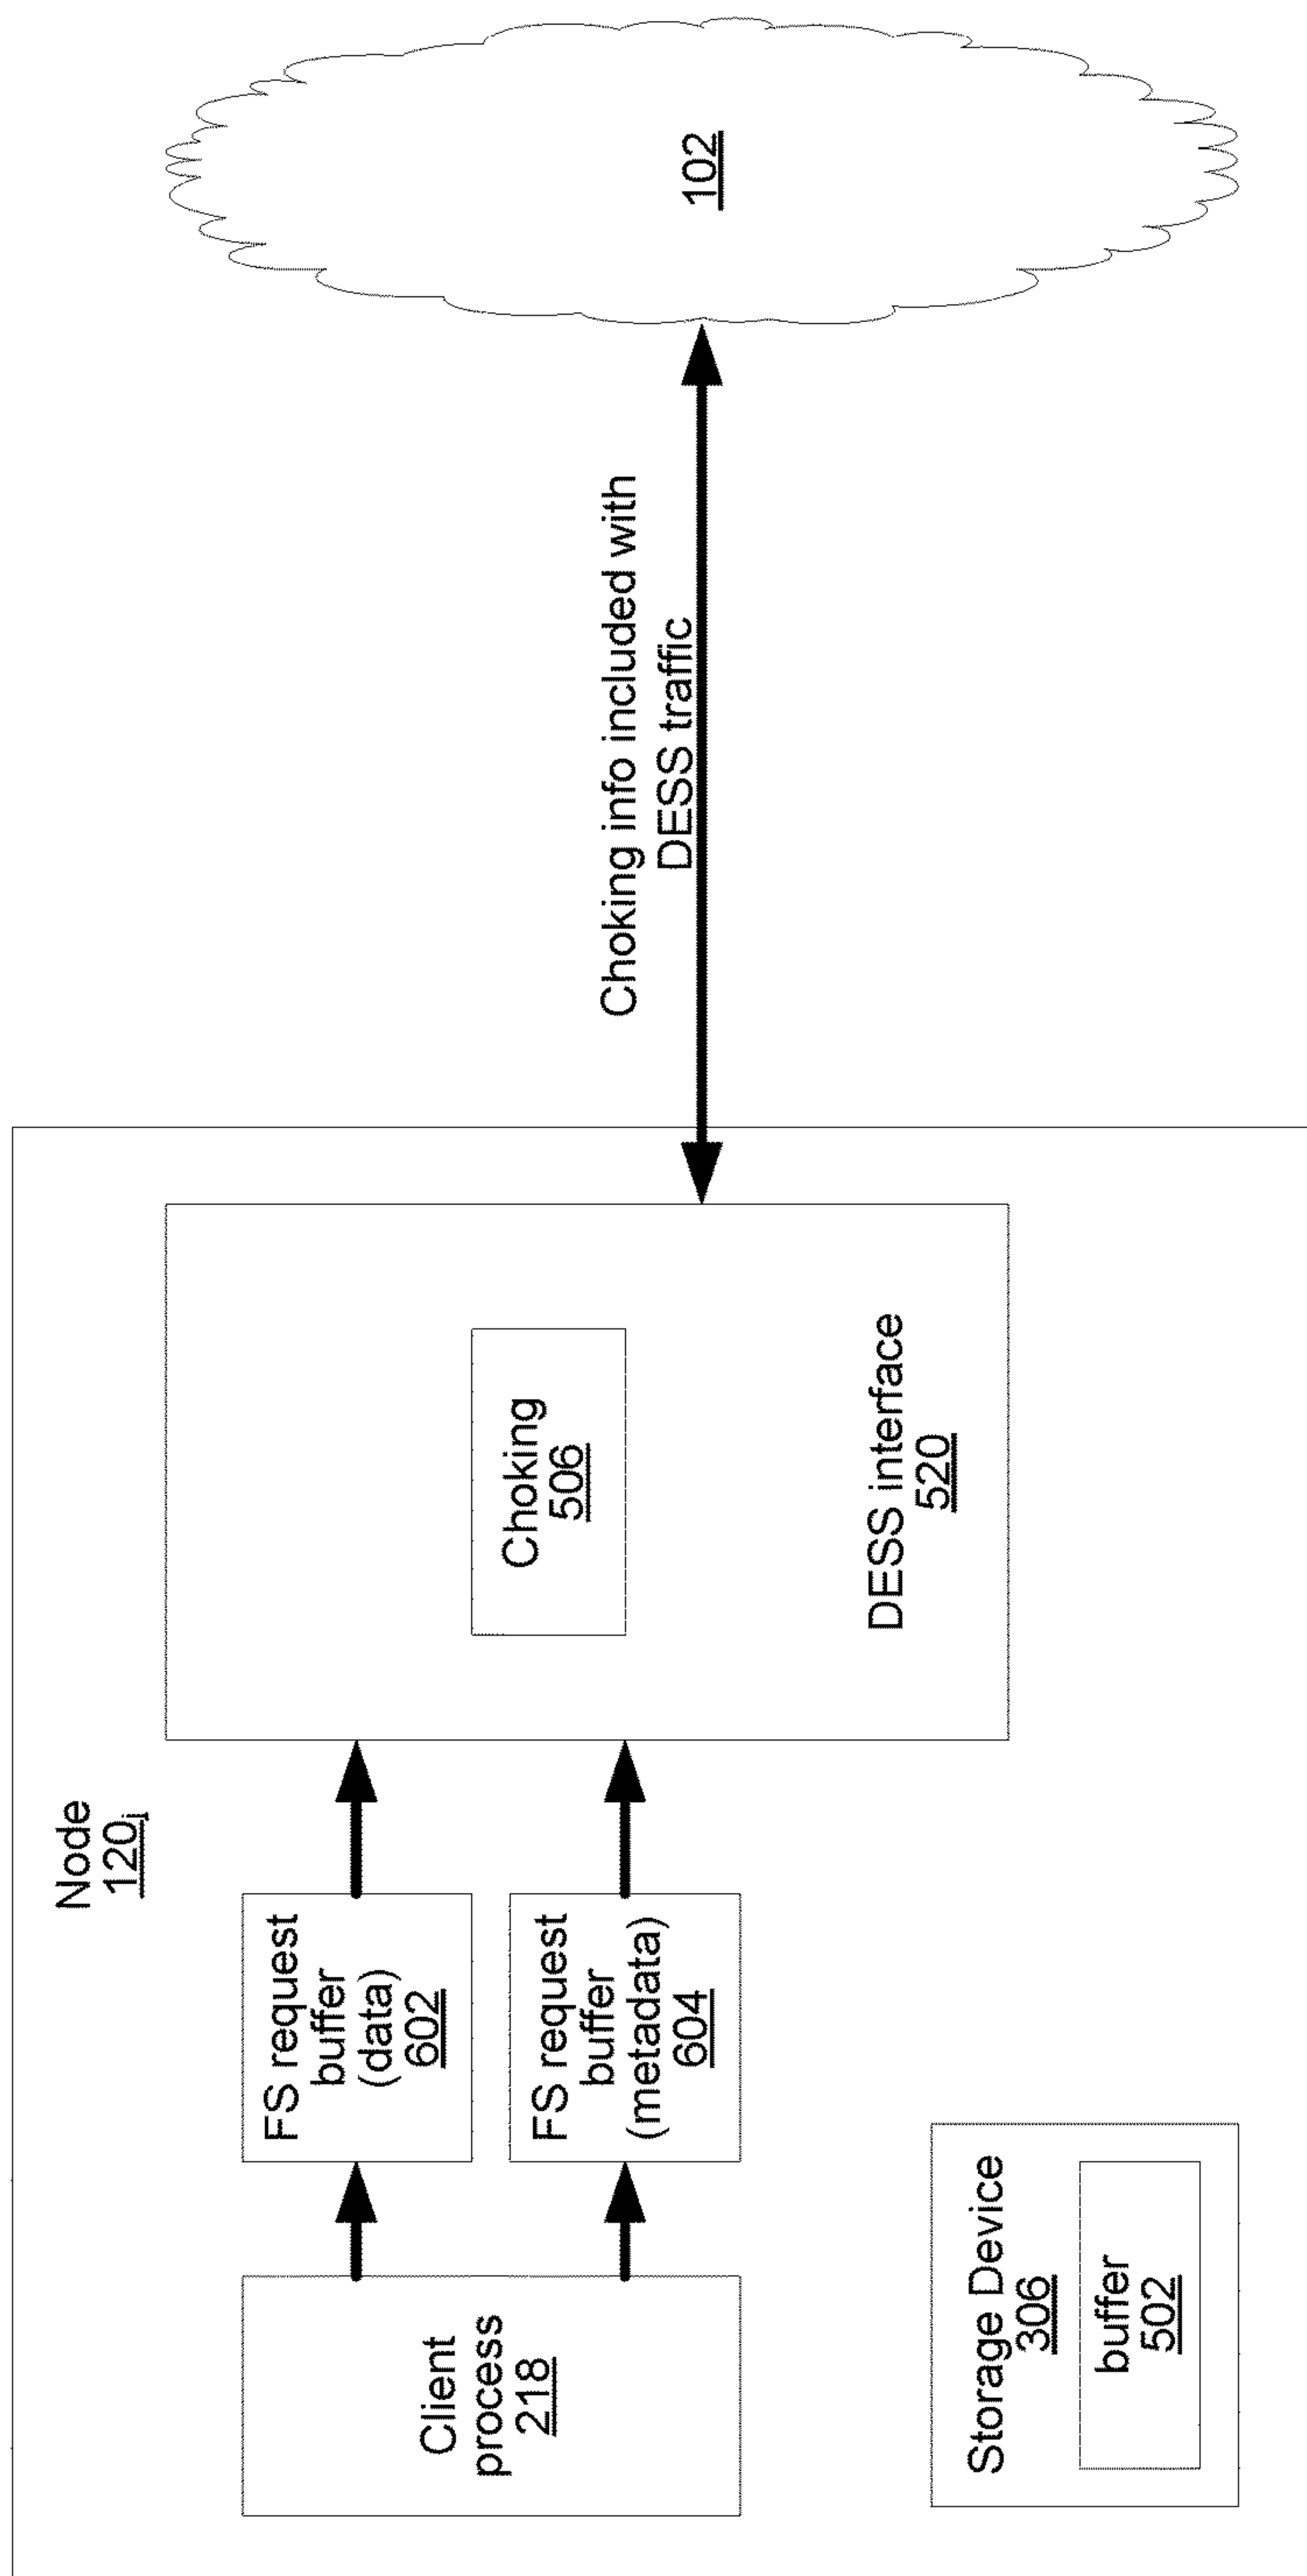 Node
120j
Client
process
218
FS request
buffer
(data)
602
FS request
buffer
(metadata)
604
Choking
506
DESS interface
520
Storage Device
306
buffer
502
Choking info included with
DESS traffic
102